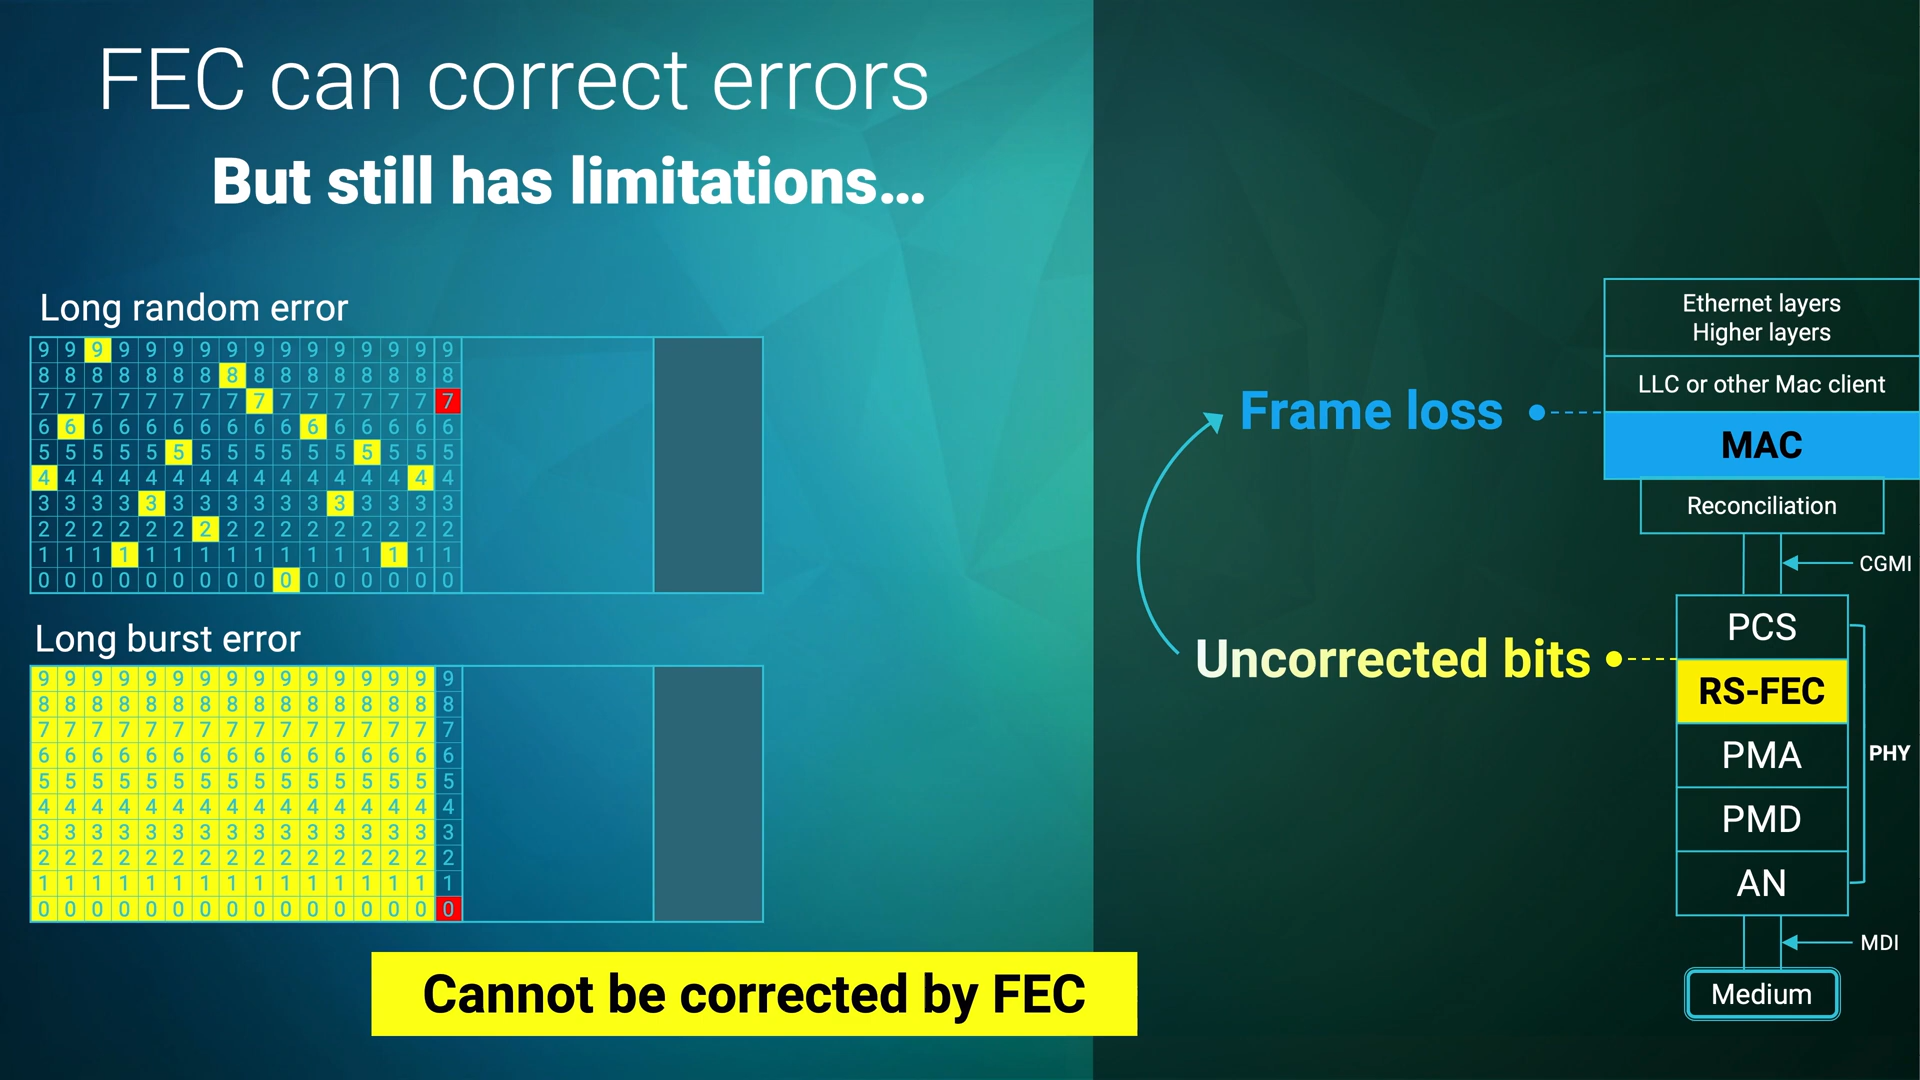 FEC can correct errors
But still has limitations...
Long random error
9 9 9 9 9 9 9 9 9 9 9 9 9 9 9 9
8 8 8 8 8 8 8 8 8 8 8 8 8 8 8 8
7 7 7 7 7 7 7 7 7 7 7 7 7 7 7 7
6 6 6 6 6 6 6 6 6 6 6 6 6 6 6 6
5 5 5 5 5 5 5 5 5 5 5 5 5 5 5 5
4 4 4 4 4 4 4 4 4 4 4 4 4 4 4 4
3 3 3 3 3 3 3 3 3 3 3 3 3 3 3 3
2 2 2 2 2 2 2 2 2 2 2 2 2 2 2 2
1 1 1 1 1 1 1 1 1 1 1 1 1 1 1 1
0 0 0 0 0 0 0 0 0 0 0 0 0 0 0 0
Long burst error
9 9 9 9 9 9 9 9 9 9 9 9 9 9 9 9
8 8 8 8 8 8 8 8 8 8 8 8 8 8 8 8
7 7 7 7 7 7 7 7 7 7 7 7 7 7 7 7
6 6 6 6 6 6 6 6 6 6 6 6 6 6 6 6
5 5 5 5 5 5 5 5 5 5 5 5 5 5 5 5
4 4 4 4 4 4 4 4 4 4 4 4 4 4 4 4
3 3 3 3 3 3 3 3 3 3 3 3 3 3 3 3
2 2 2 2 2 2 2 2 2 2 2 2 2 2 2 2
1 1 1 1 1 1 1 1 1 1 1 1 1 1 1 1
0 0 0 0 0 0 0 0 0 0 0 0 0 0 0 0
Cannot be corrected by FEC
Frame loss
Uncorrected bits
Ethernet layers
Higher layers
LLC or other Mac client
MAC
Reconciliation
CGMI
PCS
RS-FEC
PMA
PHY
PMD
AN
MDI
Medium